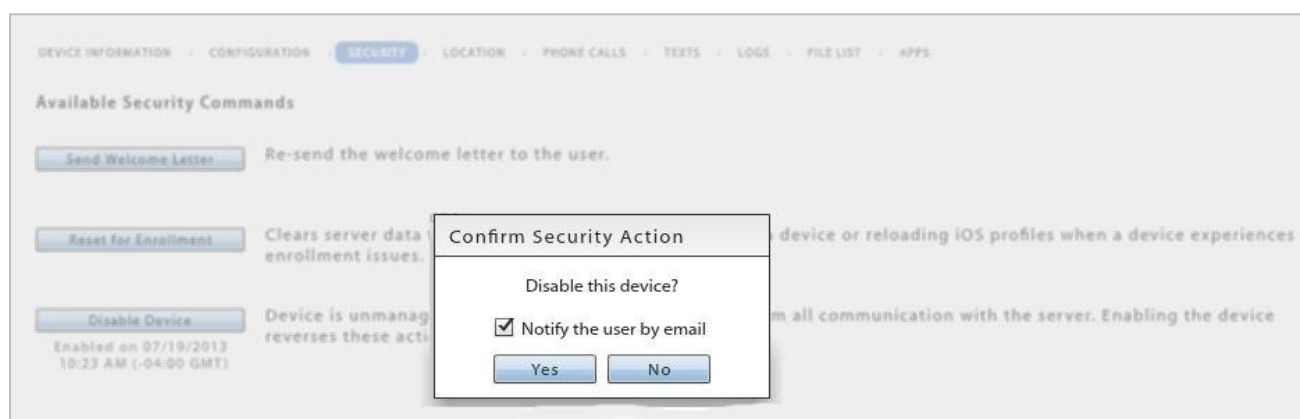 DEVICE INFORMATION CONFIGURATION SECURITY LOCATION PHONE CALLS TEXTS LOGS FILE LIST APPS
Available Security Commands
Send Welcome Letter Re-send the welcome letter to the user.
Reset for Enrollment Clears server data device or reloading iOS profiles when a device experiences
enrollment issues.
Confirm Security Action
Disable this device?
Notify the user by email
Yes No
Disable Device Device is unmanag m all communication with the server. Enabling the device
reverses these acti
Enabled on 07/19/2013
10:23 AM (-04:00 GMT)